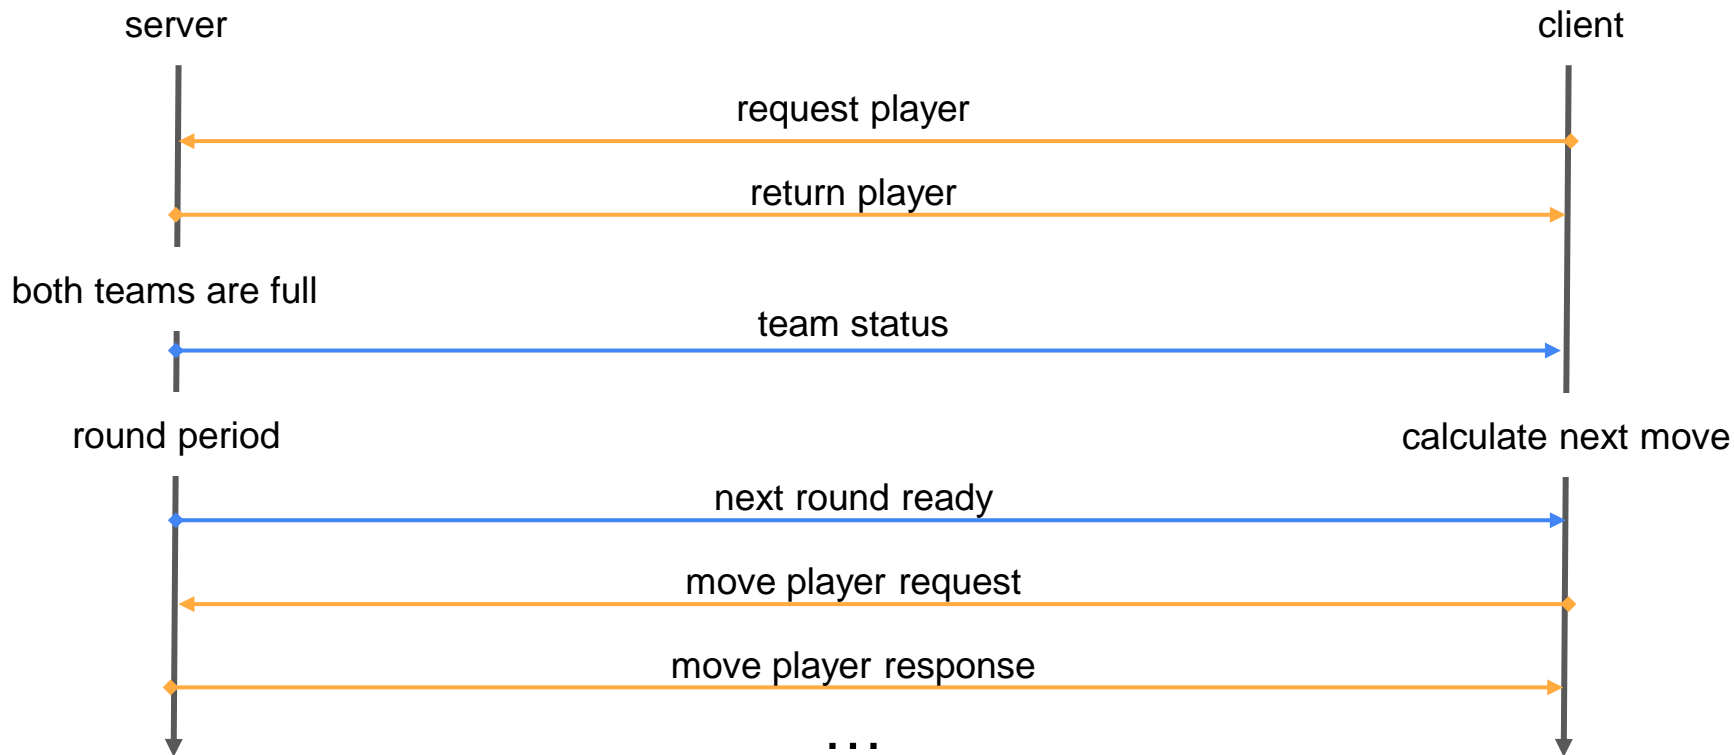 server
client
request player
return player
both teams are full
team status
round period
calculate next move
next round ready
move player request
move player response
...